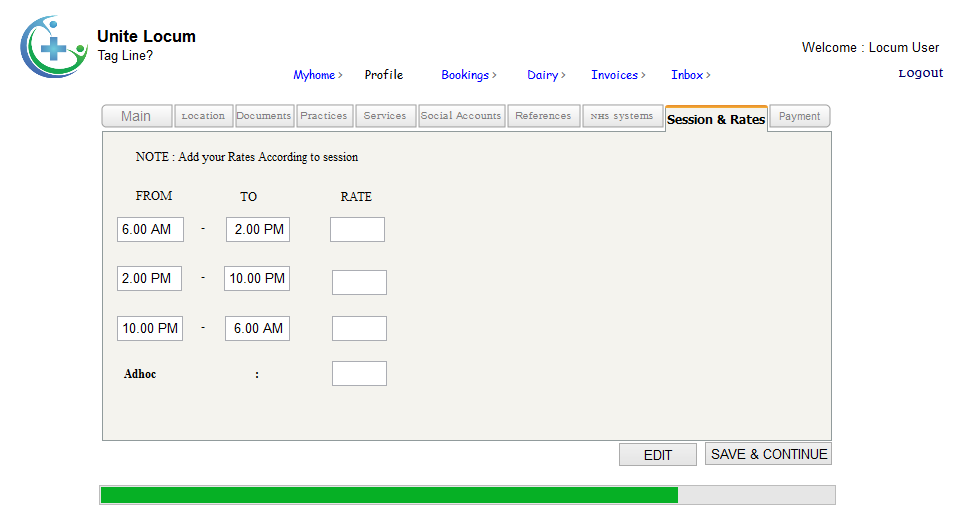 Unite Locum
Tag Line?
Welcome : Locum User
Myhome > Profile Bookings > Dairy > Invoices > Inbox >
Logout
Main Location Documents Practices Services Social Accounts References NHS systems Session & Rates Payment
NOTE : Add your Rates According to session
FROM TO RATE
6.00 AM - 2.00 PM
2.00 PM - 10.00 PM
10.00 PM - 6.00 AM
Adhoc :
EDIT SAVE & CONTINUE